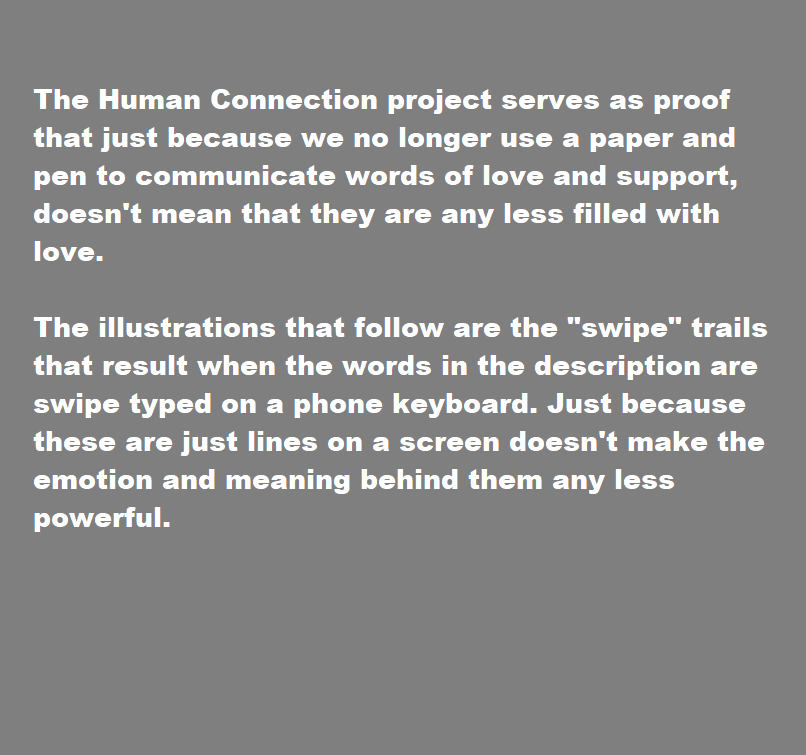 The Human Connection project serves as proof
that just because we no longer use a paper and
pen to communicate words of love and support,
doesn't mean that they are any less filled with
love.
The illustrations that follow are the "swipe" trails
that result when the words in the description are
swipe typed on a phone keyboard. Just because
these are just lines on a screen doesn't make the
emotion and meaning behind them any less
powerful.